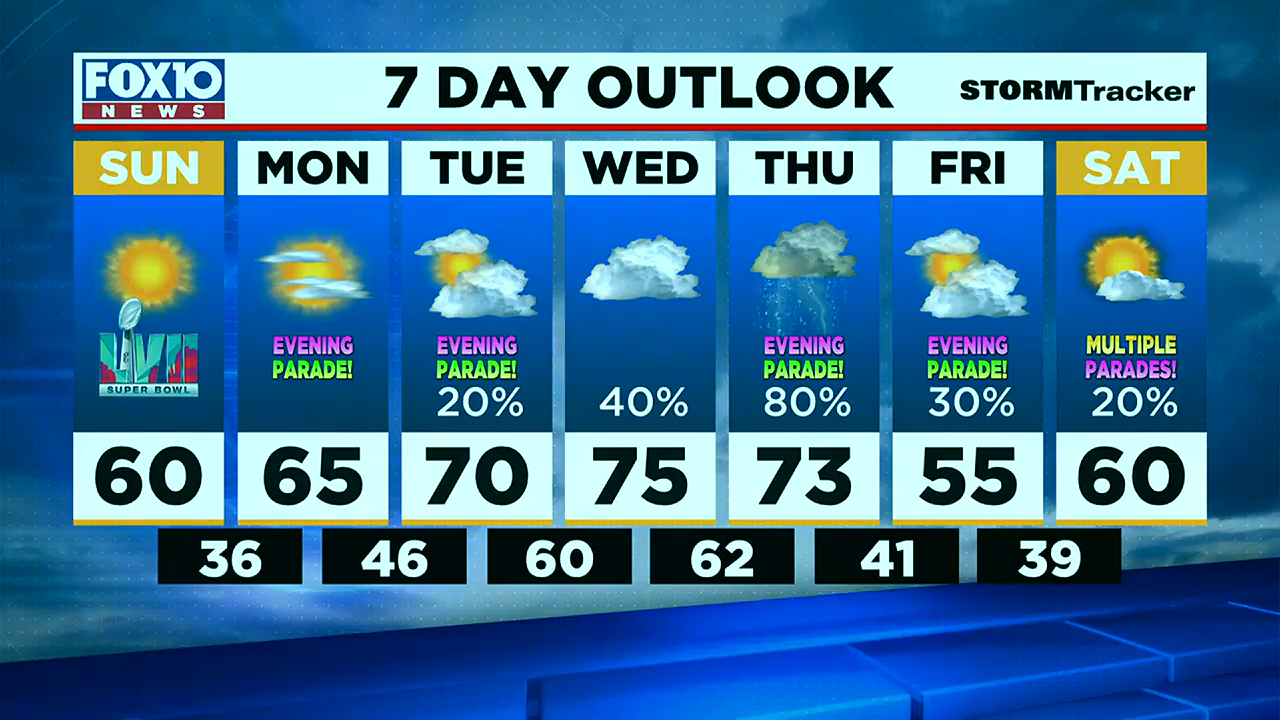 FOX10
NEWS
7 DAY OUTLOOK
STORMTracker
SUN MON TUE WED THU FRI SAT
LVII
SUPER BOWL
EVENING
PARADE!
EVENING
PARADE!
20%
40%
EVENING
PARADE!
80%
EVENING
PARADE!
30%
MULTIPLE
PARADES!
20%
60 65 70 75 73 55 60
36 46 60 62 41 39